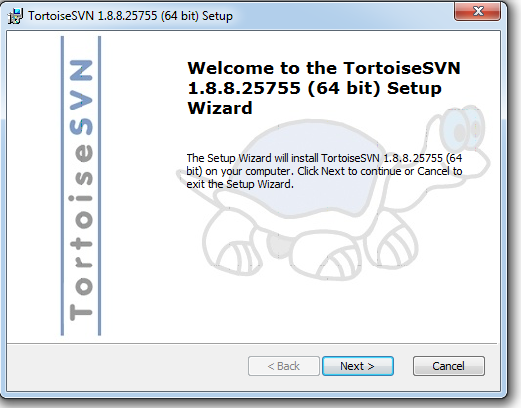 TortoiseSVN 1.8.8.25755 (64 bit) Setup
TortoiseSVN
Welcome to the TortoiseSVN
1.8.8.25755 (64 bit) Setup
Wizard
The Setup Wizard will install TortoiseSVN 1.8.8.25755 (64
bit) on your computer. Click Next to continue or Cancel to
exit the Setup Wizard.
< Back
Next >
Cancel